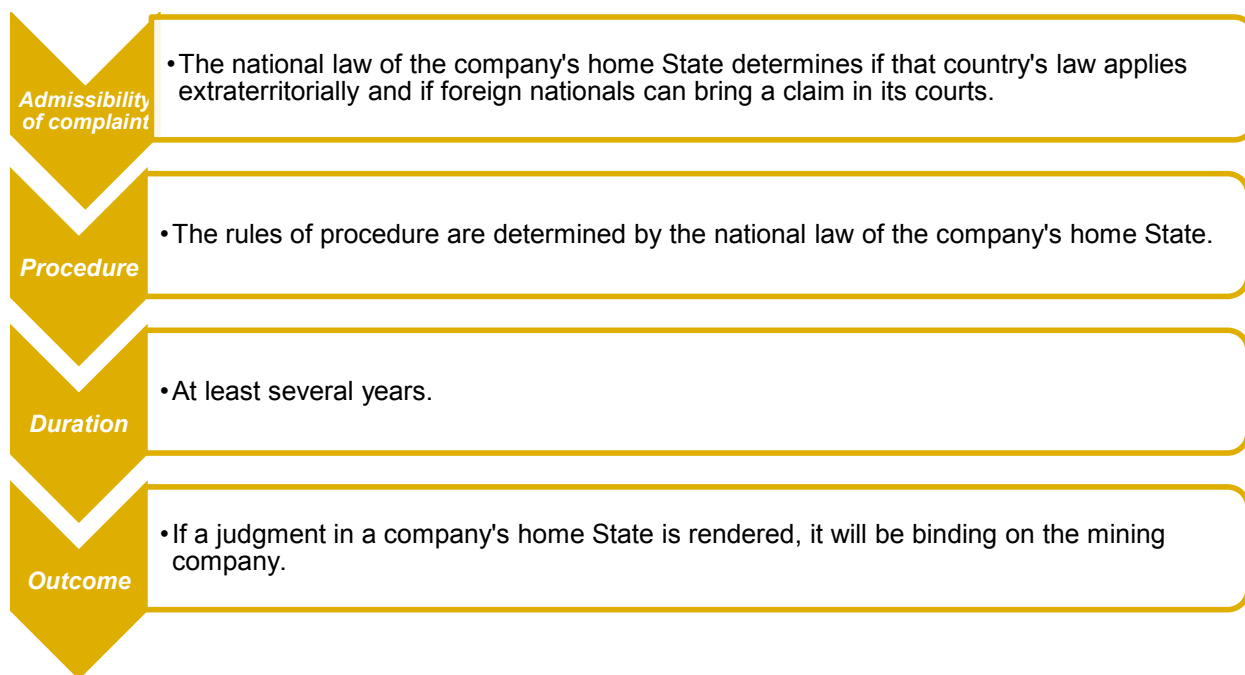 Admissibility
of complaint
•The national law of the company's home State determines if that country's law applies
extraterritorially and if foreign nationals can bring a claim in its courts.
Procedure
•The rules of procedure are determined by the national law of the company's home State.
Duration
•At least several years.
Outcome
•If a judgment in a company's home State is rendered, it will be binding on the mining
company.